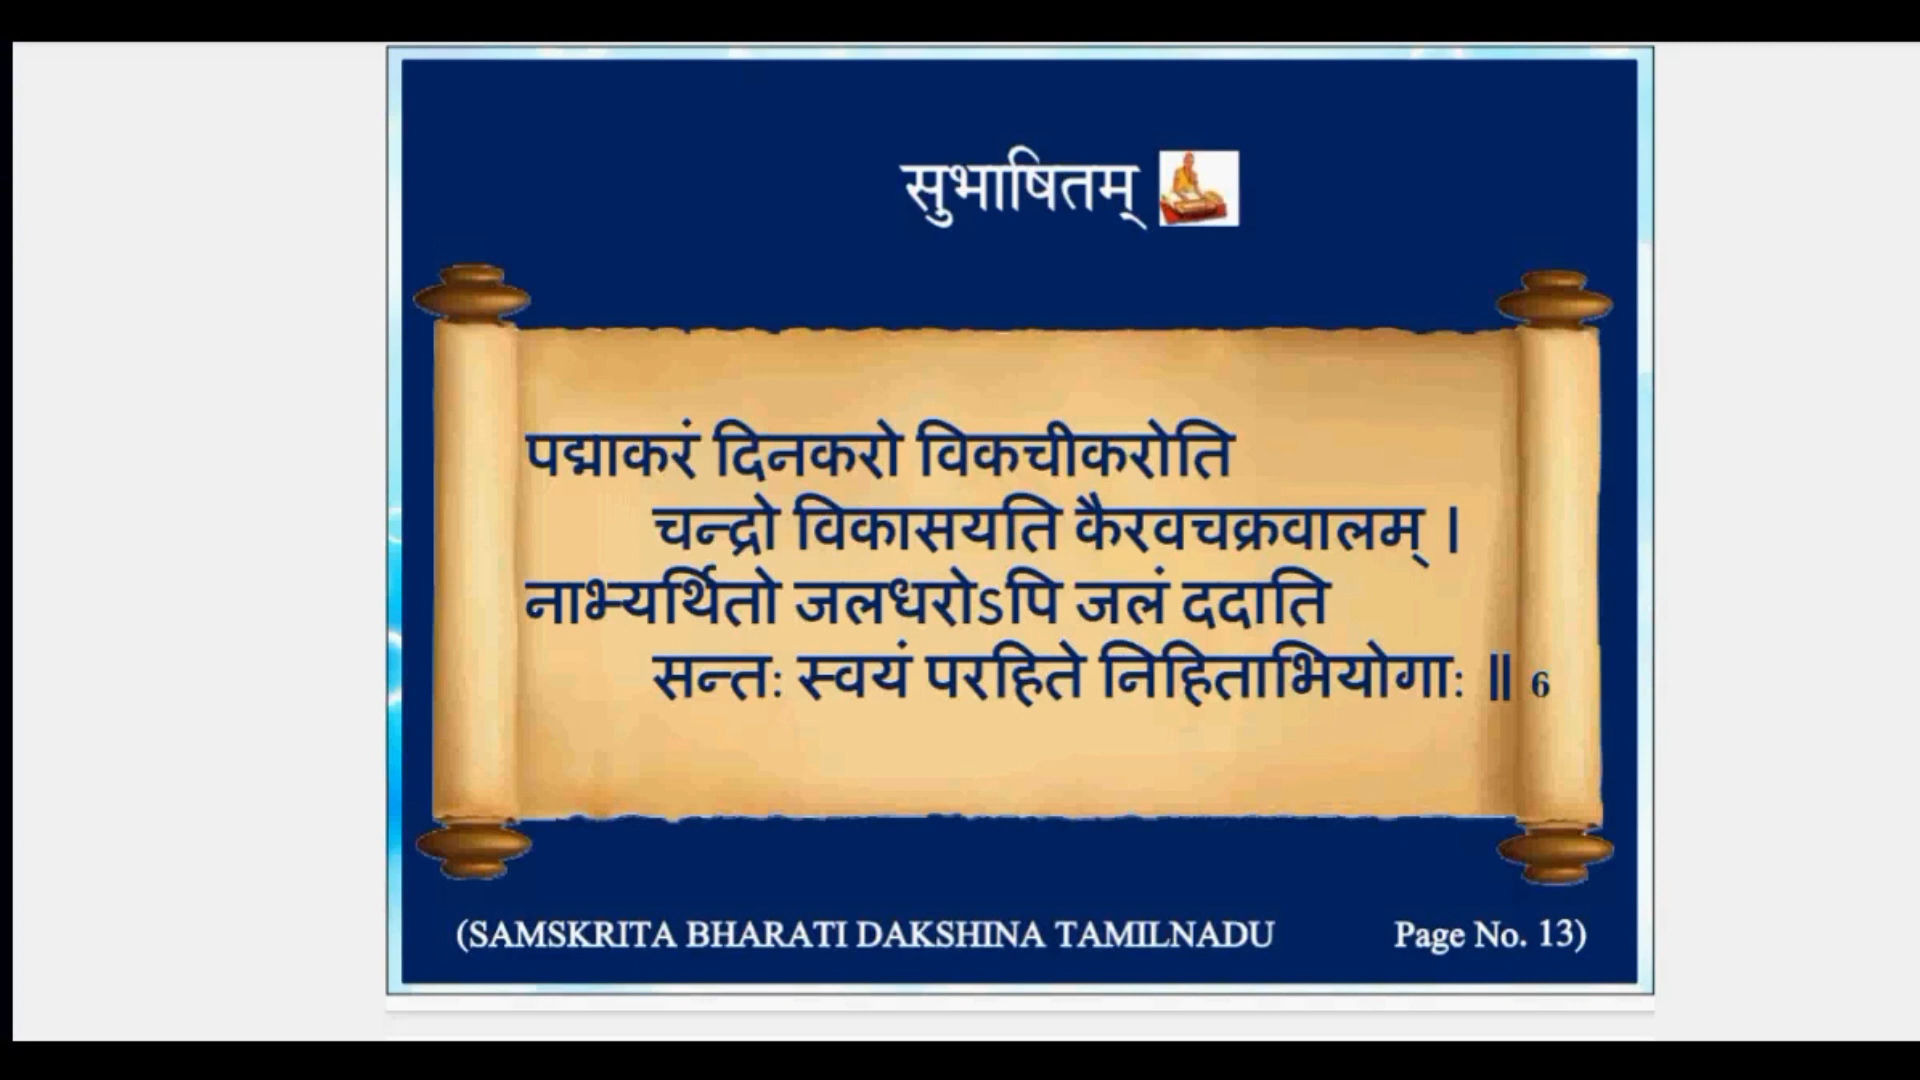 सुभाषितम्
पद्माकरं दिनकरो विकचीकरोति
चन्द्रो विकासयति कैरवचक्रवालम् ।
नाभ्यर्थितो जलधरोऽपि जलं ददाति
सन्तः स्वयं परहिते निहिताभियोगाः ॥ 6
(SAMSKRITA BHARATI DAKSHINA TAMILNADU Page No. 13)